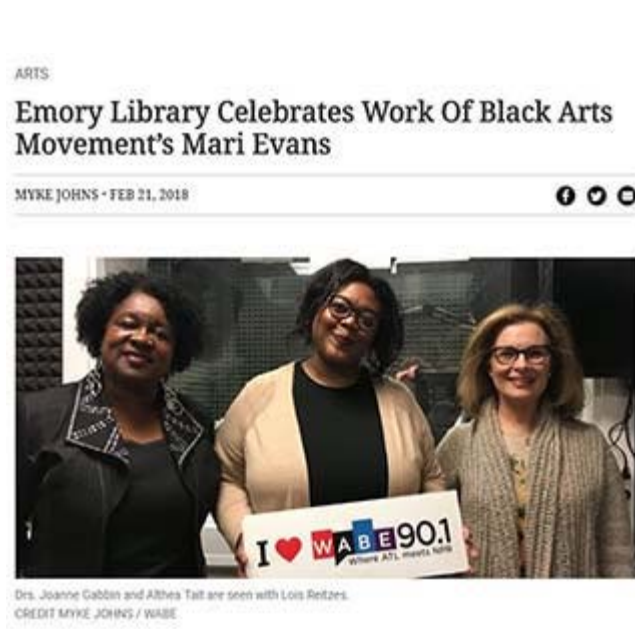 ARTS
Emory Library Celebrates Work Of Black Arts
Movement's Mari Evans
MYKE JOHNS • FEB 21, 2018
I ♥ WABE 90.1
Where ATL meets NPR
Drs. Joanne Gabbin and Althea Tait are seen with Lois Reitzes.
CREDIT MYKE JOHNS / WABE